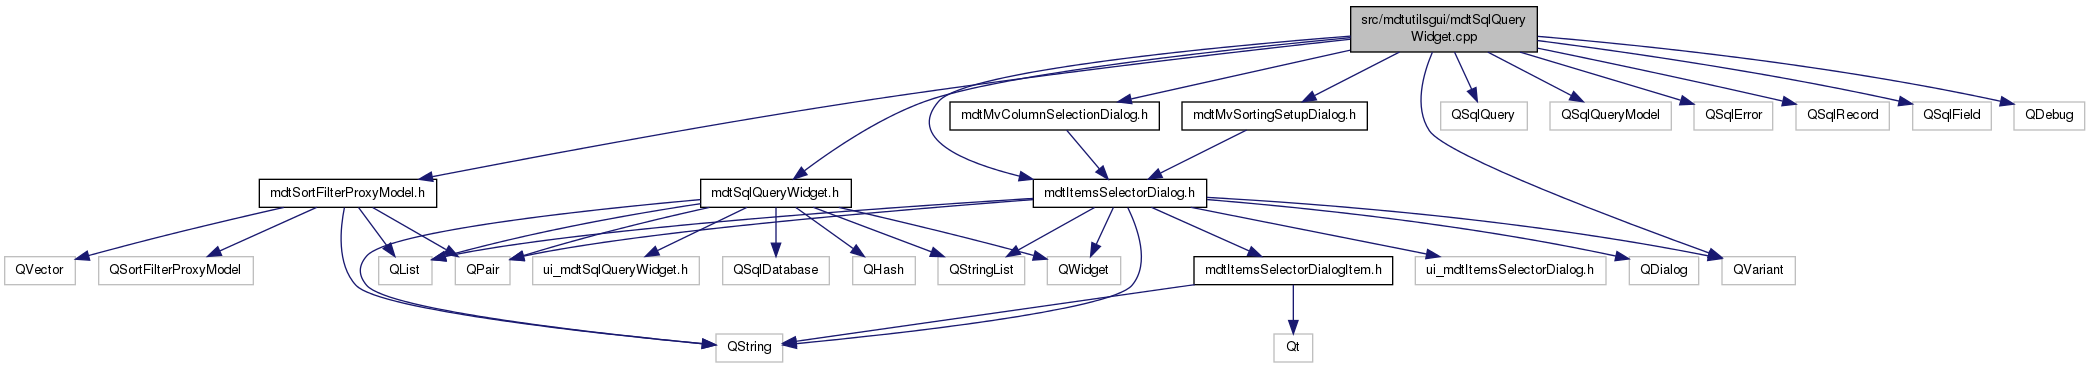 src/mdtutilsgui/mdtSqlQuery
Widget.cpp
mdtMvColumnSelectionDialog.h
mdtMvSortingSetupDialog.h
QSqlQuery
QSqlQueryModel
QSqlError
QSqlRecord
QSqlField
QDebug
mdtSortFilterProxyModel.h
mdtSqlQueryWidget.h
mdtItemsSelectorDialog.h
QVector
QSortFilterProxyModel
QList
QPair
ui_mdtSqlQueryWidget.h
QSqlDatabase
QHash
QStringList
QWidget
mdtItemsSelectorDialogItem.h
ui_mdtItemsSelectorDialog.h
QDialog
QVariant
QString
Qt